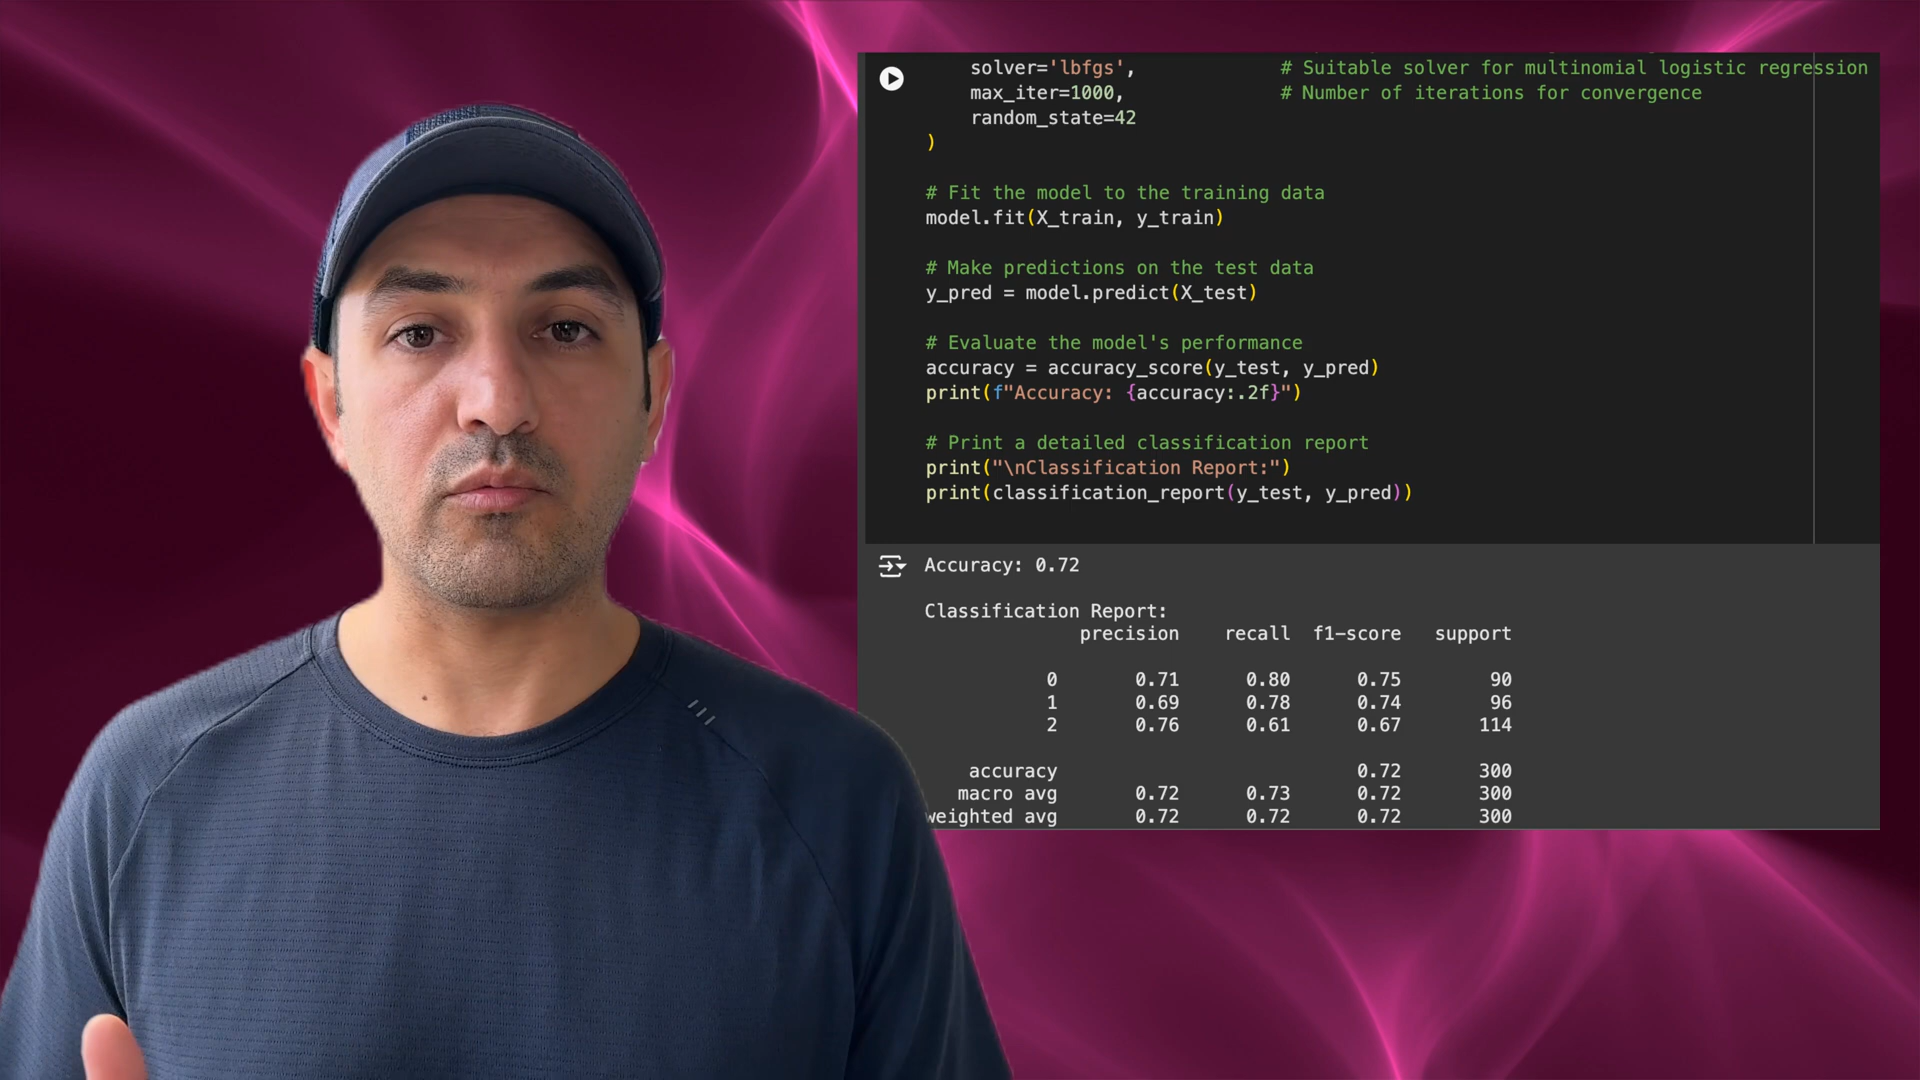 solver='lbfgs', # Suitable solver for multinomial logistic regression
max_iter=1000, # Number of iterations for convergence
random_state=42
)
# Fit the model to the training data
model.fit(X_train, y_train)
# Make predictions on the test data
y_pred = model.predict(X_test)
# Evaluate the model's performance
accuracy = accuracy_score(y_test, y_pred)
print(f"Accuracy: {accuracy:.2f}")
# Print a detailed classification report
print("\nClassification Report:")
print(classification_report(y_test, y_pred))
Accuracy: 0.72
Classification Report:
precision recall f1-score support
0 0.71 0.80 0.75 90
1 0.69 0.78 0.74 96
2 0.76 0.61 0.67 114
accuracy 0.72 300
macro avg 0.72 0.73 0.72 300
weighted avg 0.72 0.72 0.72 300